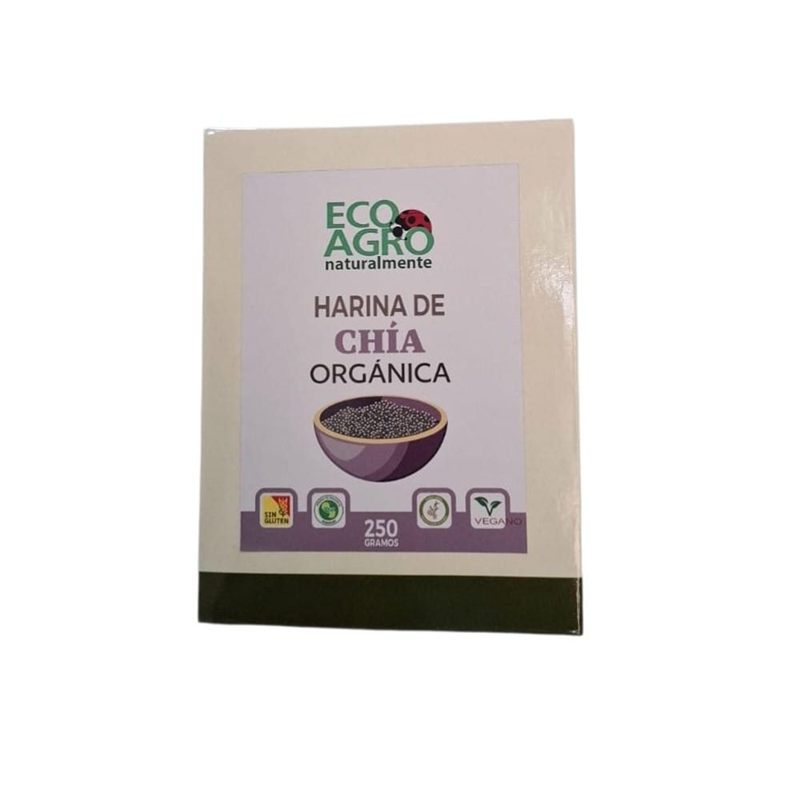 ECO
AGRO
naturalmente
HARINA DE
CHÍA
ORGÁNICA
SIN
GLUTEN
250
GRAMOS
VEGANO